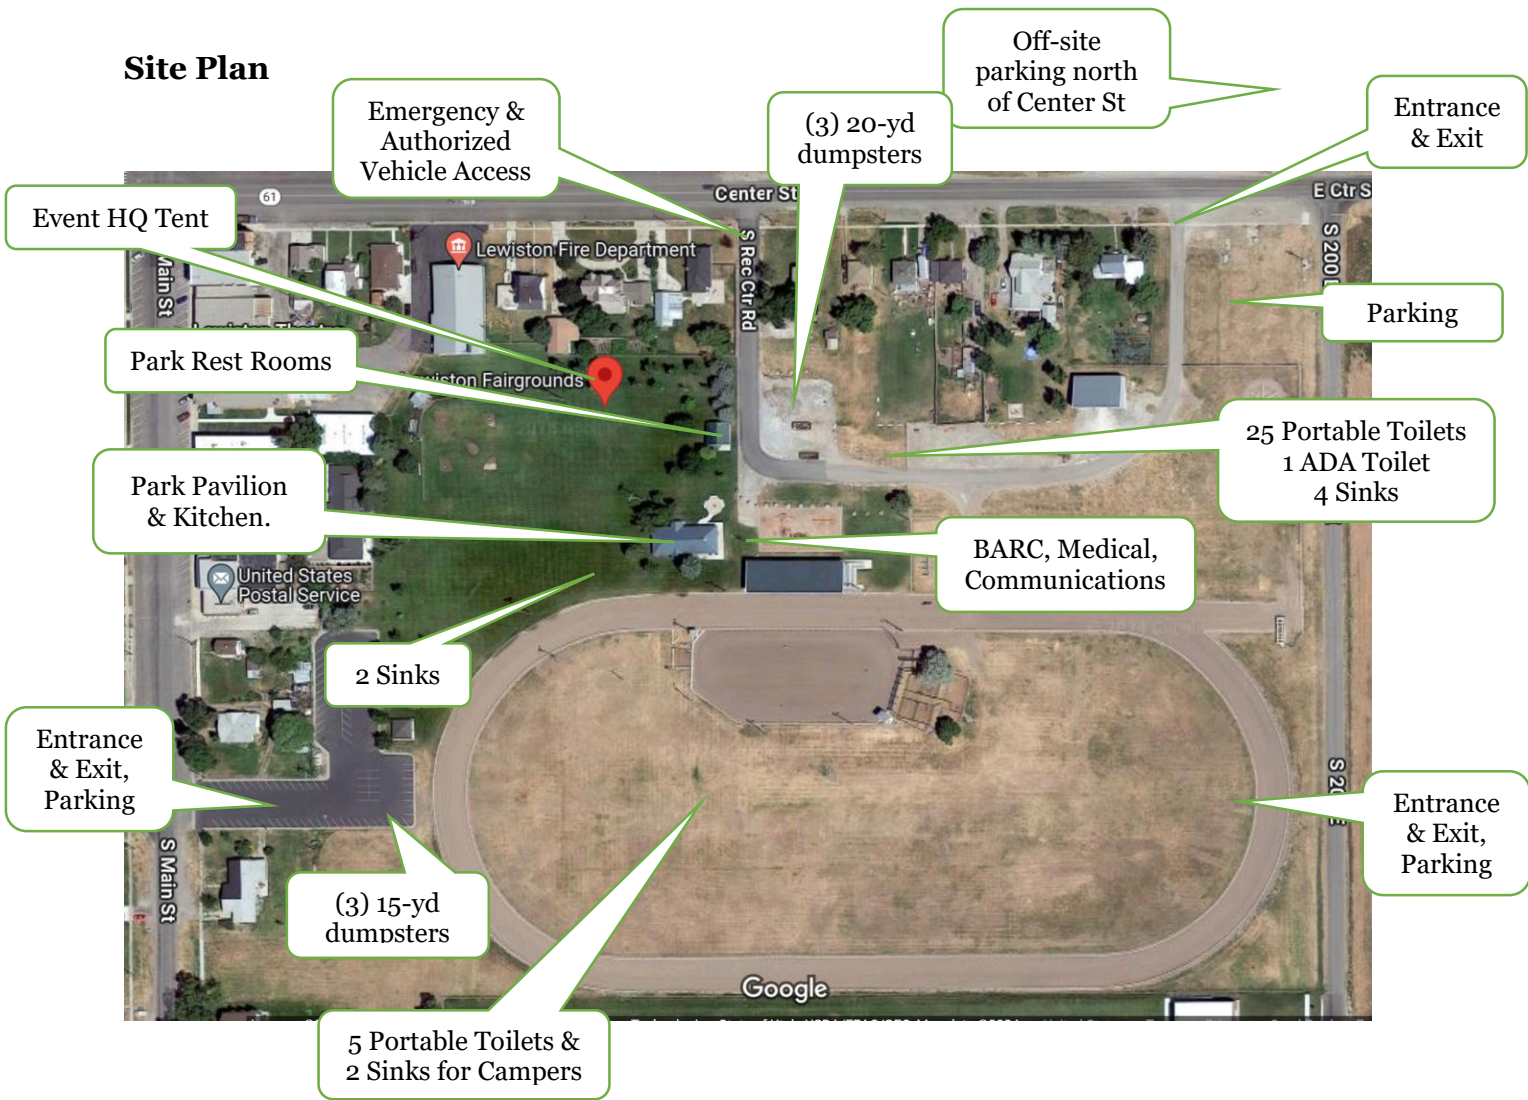 Site Plan
Off-site
parking north
of Center St
Entrance
& Exit
Emergency &
Authorized
Vehicle Access
(3) 20-yd
dumpsters
Event HQ Tent
61
Center St
E Ctr S
Main St
Lewiston Fire Department
S Rec Ctr Rd
S 200
Parking
Park Rest Rooms
Fairgrounds
25 Portable Toilets
1 ADA Toilet
4 Sinks
Park Pavilion
& Kitchen.
BARC, Medical,
Communications
United States
Postal Service
2 Sinks
Entrance
& Exit,
Parking
Entrance
& Exit,
Parking
S Main St
(3) 15-yd
dumpsters
Google
5 Portable Toilets &
2 Sinks for Campers